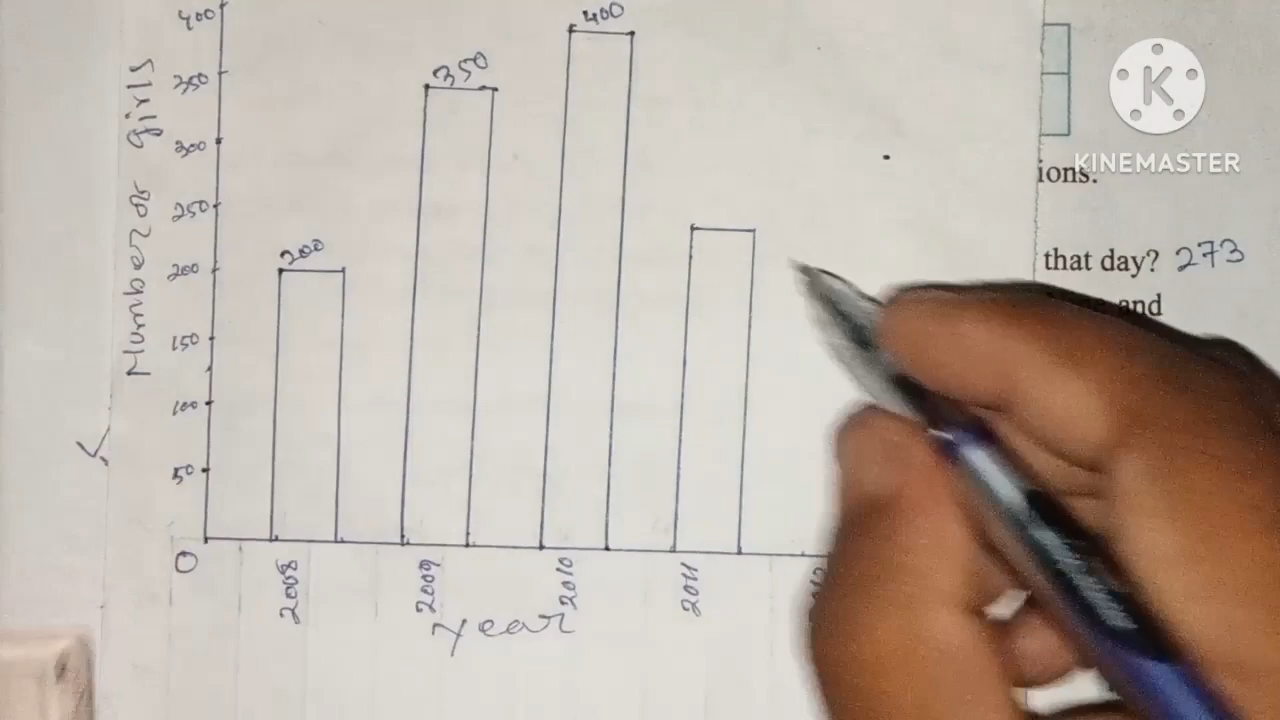 400
350
300
250
200
150
100
50
0
Number of girls
200
350
400
2008
2009
2010
2011
Year
KINEMASTER
ions.
that day? 273
and